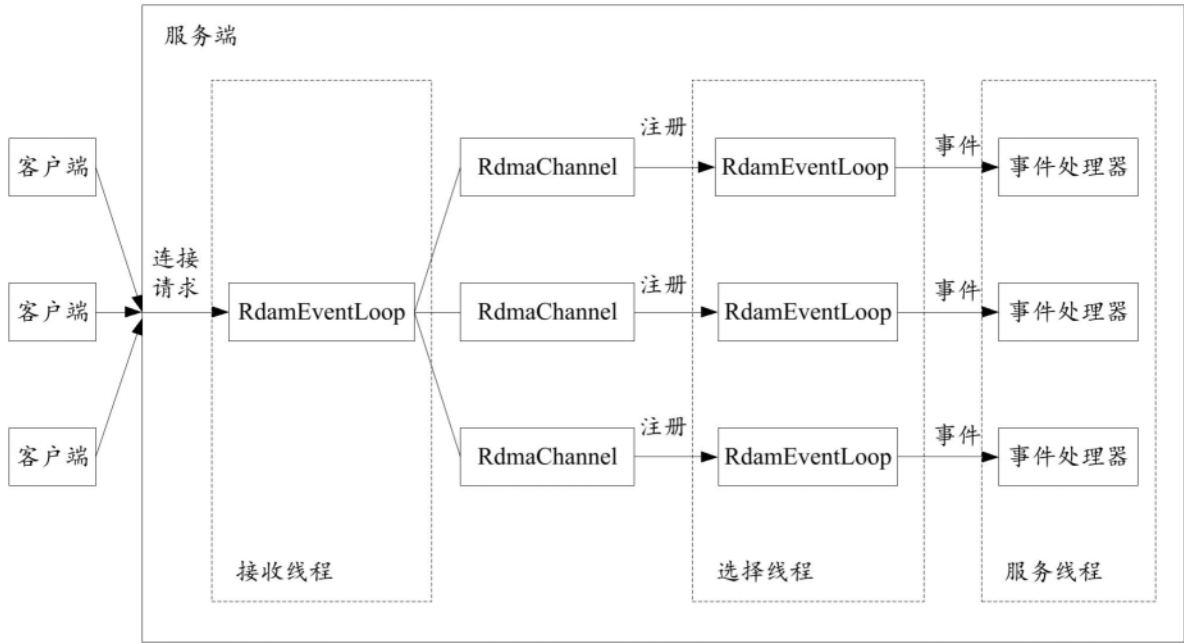 服务端
注册
事件
客户端
RdmaChannel
RdamEventLoop
事件处理器
连接
请求
注册
事件
客户端
RdamEventLoop
RdmaChannel
RdamEventLoop
事件处理器
注册
事件
客户端
RdmaChannel
RdamEventLoop
事件处理器
接收线程
选择线程
服务线程